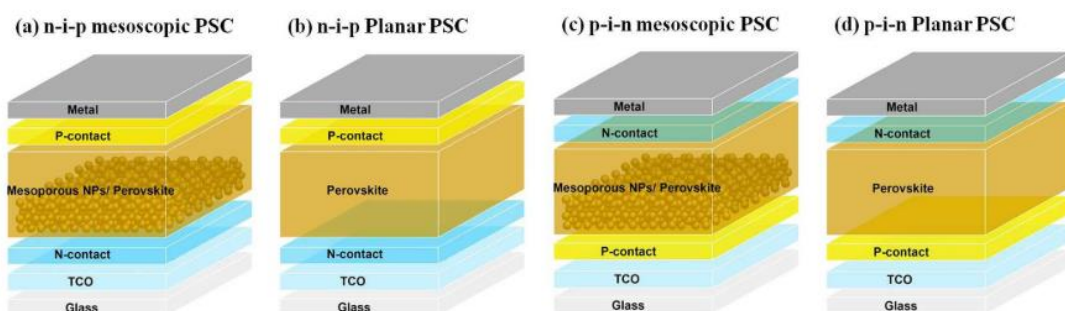 (a) n-i-p mesoscopic PSC
Metal
P-contact
Mesoporous NPs/ Perovskite
N-contact
TCO
Glass
(b) n-i-p Planar PSC
Metal
P-contact
Perovskite
N-contact
TCO
Glass
(c) p-i-n mesoscopic PSC
Metal
N-contact
Mesoporous NPs/ Perovskite
P-contact
TCO
Glass
(d) p-i-n Planar PSC
Metal
N-contact
Perovskite
P-contact
TCO
Glass